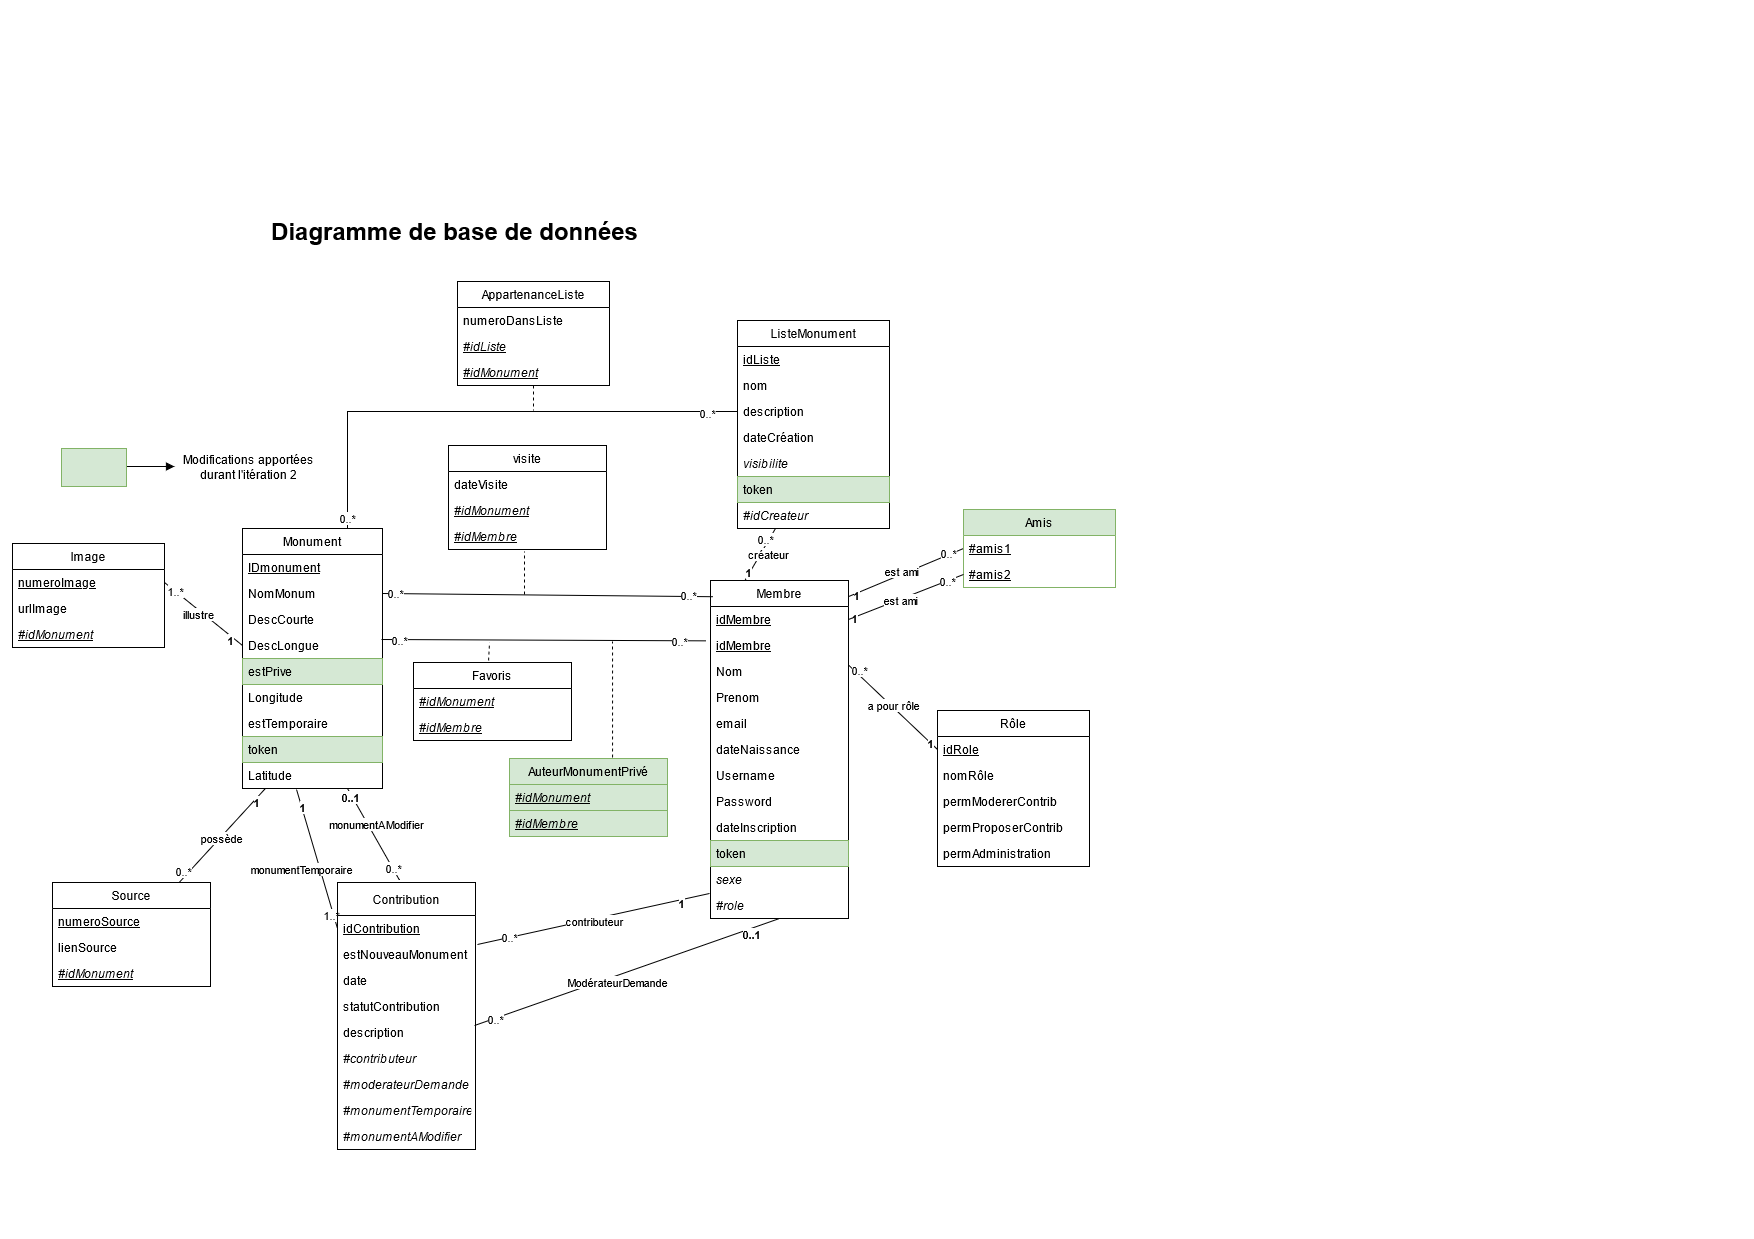 Diagramme de base de données
AppartenanceListe
numeroDansListe
#idListe
#idMonument
ListeMonument
idListe
nom
description
dateCréation
visibilite
token
#idCreateur
0..*
0..*
Modifications apportées
durant l'itération 2
visite
dateVisite
#idMonument
#idMembre
Amis
#amis1
#amis2
0..*
créateur
1
0..*
est ami
1
0..*
est ami
1
Image
numeroImage
urlImage
#idMonument
1..*
illustre
1
Monument
IDmonument
NomMonum
DescCourte
DescLongue
estPrive
Longitude
estTemporaire
token
Latitude
0..*
0..*
0..*
0..*
Favoris
#idMonument
#idMembre
AuteurMonumentPrivé
#idMonument
#idMembre
Membre
idMembre
idMembre
Nom
Prenom
email
dateNaissance
Username
Password
dateInscription
token
sexe
#role
0..*
a pour rôle
1
Rôle
idRole
nomRôle
permModererContrib
permProposerContrib
permAdministration
1
possède
0..*
1
monumentTemporaire
1..
0..1
monumentAModifier
0..*
Source
numeroSource
lienSource
#idMonument
Contribution
idContribution
estNouveauMonument
date
statutContribution
description
#contributeur
#moderateurDemande
#monumentTemporaire
#monumentAModifier
1
contributeur
0..*
0..1
ModérateurDemande
0..*